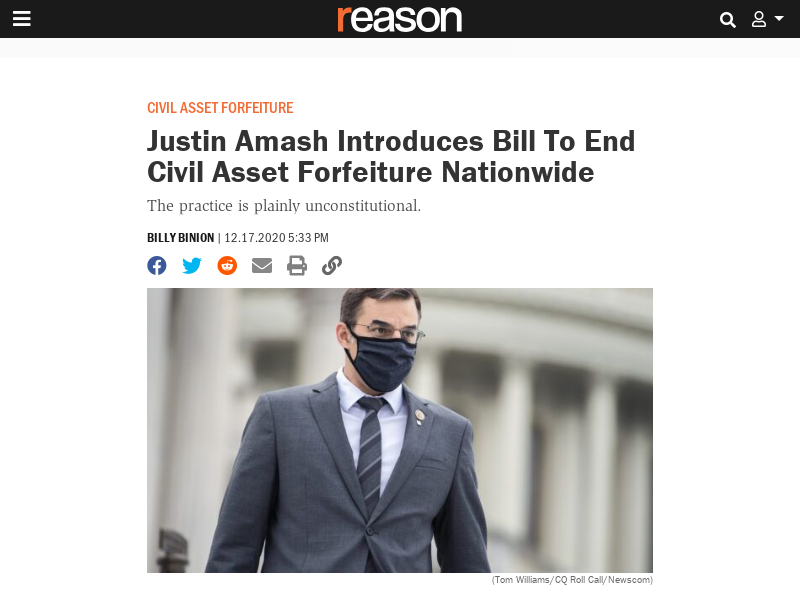 reason
CIVIL ASSET FORFEITURE
Justin Amash Introduces Bill To End
Civil Asset Forfeiture Nationwide
The practice is plainly unconstitutional.
BILLY BINION | 12.17.2020 5:33 PM
(Tom Williams/CQ Roll Call/Newscom)